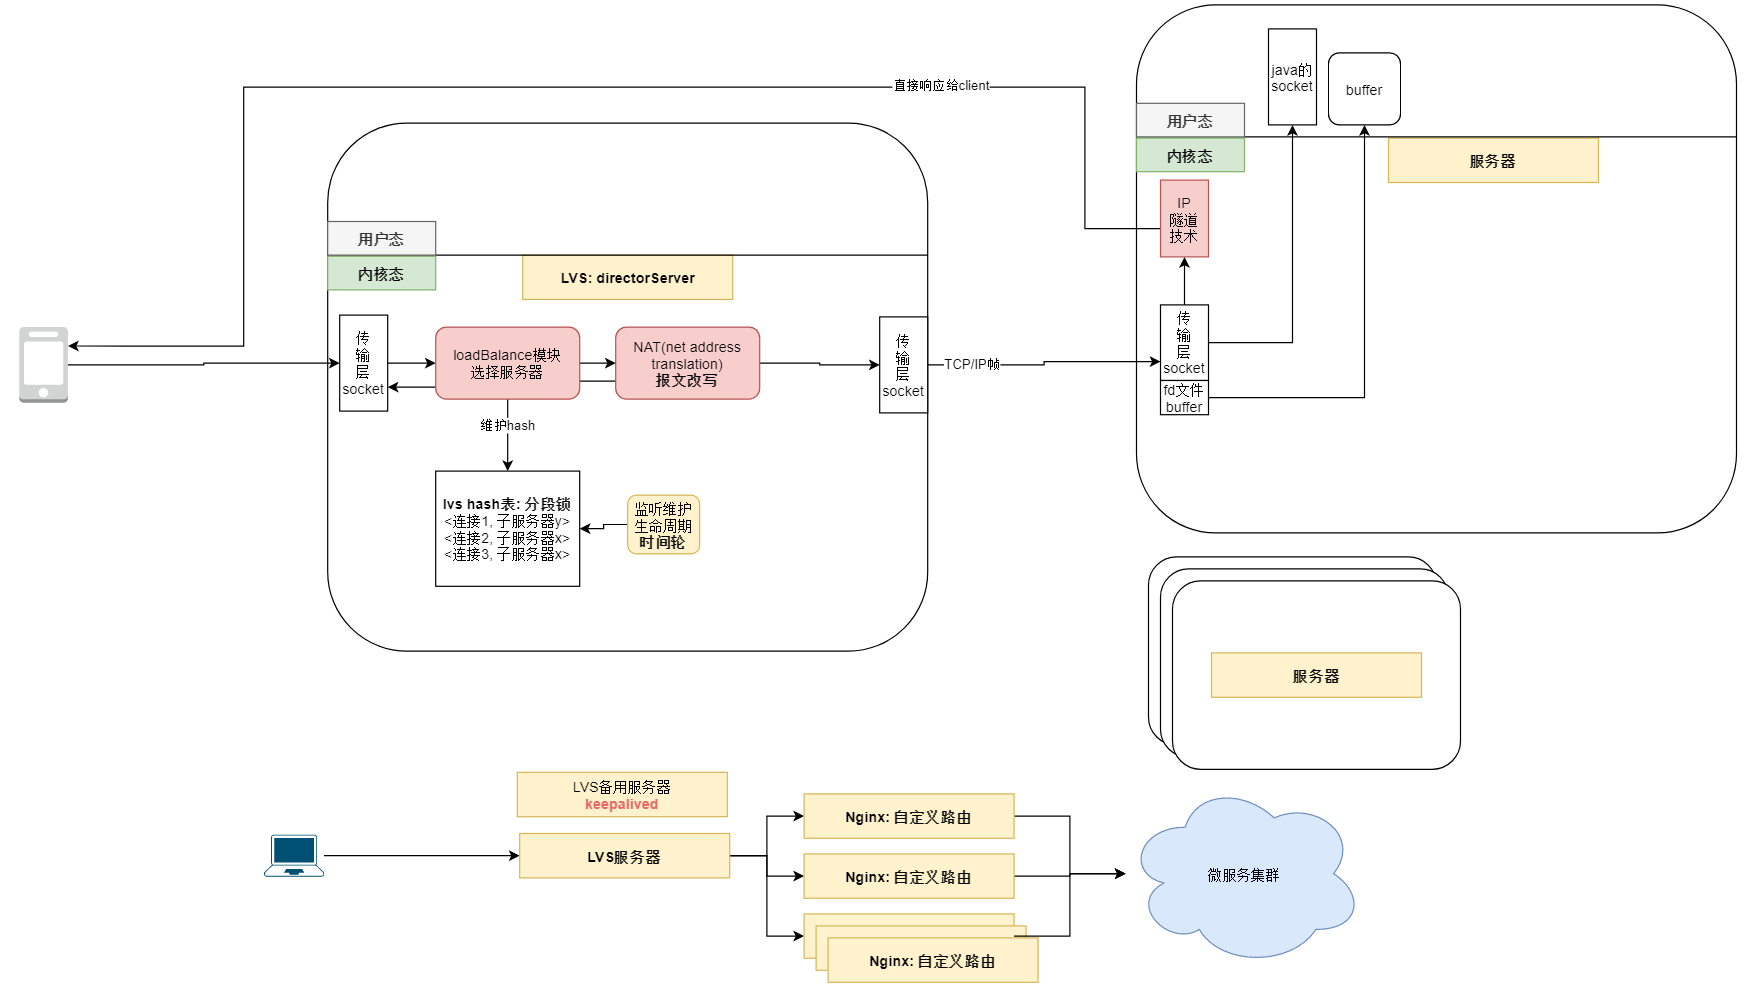 java的
socket
buffer
直接响应给client
用户态
内核态
服务器
IP
隧道
技术
用户态
内核态
LVS: directorServer
传
输
层
socket
loadBalance模块
选择服务器
NAT(net address
translation)
报文改写
传
输
层
socket
TCP/IP帧
传
输
层
socket
fd文件
buffer
维护hash
lvs hash表: 分段锁
<连接1, 子服务器y>
<连接2, 子服务器x>
<连接3, 子服务器x>
监听维护
生命周期
时间轮
服务器
LVS备用服务器
keepalived
LVS服务器
Nginx: 自定义路由
Nginx: 自定义路由
Nginx: 自定义路由
微服务集群